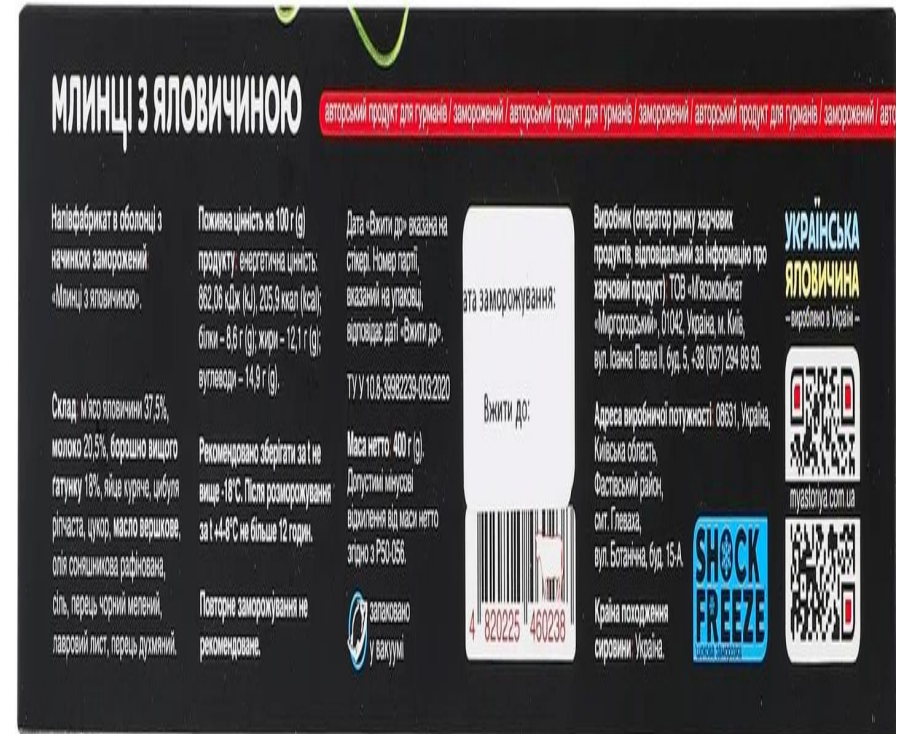 МЛИНЦІ З ЯЛОВИЧИНОЮ
авторський продукт для гурманів / заморожений / авторський продукт для гурманів / заморожений / авторський продукт для гурманів / заморожений / авто
Напівфабрикат в оболонці з
начинкою заморожений
«Млинці з яловичиною».
Склад: м'ясо яловичини 37,5%,
молоко 20,5%, борошно вищого
гатунку 18%, яйце куряче, цибуля
ріпчаста, цукор, масло вершкове,
олія соняшникова рафінована,
сіль, перець чорний мелений,
лавровий лист, перець духмяний.
Поживна цінність на 100 г (g)
продукту: енергетична цінність:
862,06 кДж (kJ), 205,9 ккал (kcal);
білки – 8,6 г (g); жири – 12,1 г (g);
вуглеводи – 14,9 г (g).
Рекомендовано зберігати за t не
вище -18°С. Після розморожування
за t +4-8°С не більше 12 годин.
Повторне заморожування не
рекомендоване.
Дата «Вжити до» вказана на
стікері. Номер партії,
вказаний на упаковці,
відповідає даті «Вжити до».
ТУ У 10.8-39982239-003:2020
Маса нетто: 400 г (g).
Допустимі мінусові
відхилення від маси нетто
згідно з Р50-056.
запаковано
у вакуумі
ата заморожування:
Вжити до:
4 820225 460238
Виробник (оператор ринку) харчових
продуктів, відповідальний за інформацію про
харчовий продукт: ТОВ «М'ясокомбінат
«Миргородський», 01042, Україна, м. Київ,
вул. Іоанна Павла II, буд. 5, +38 (067) 294 89 90.
Адреса виробничої потужності: 08631, Україна,
Київська область,
Фастівський район,
смт. Глеваха,
вул. Ботанічна, буд. 15-А
Країна походження
сировини: Україна.
SHOCK
FREEZE
УКРАЇНСЬКА
ЯЛОВИЧИНА
– вироблено в Україні –
myastoriya.com.ua